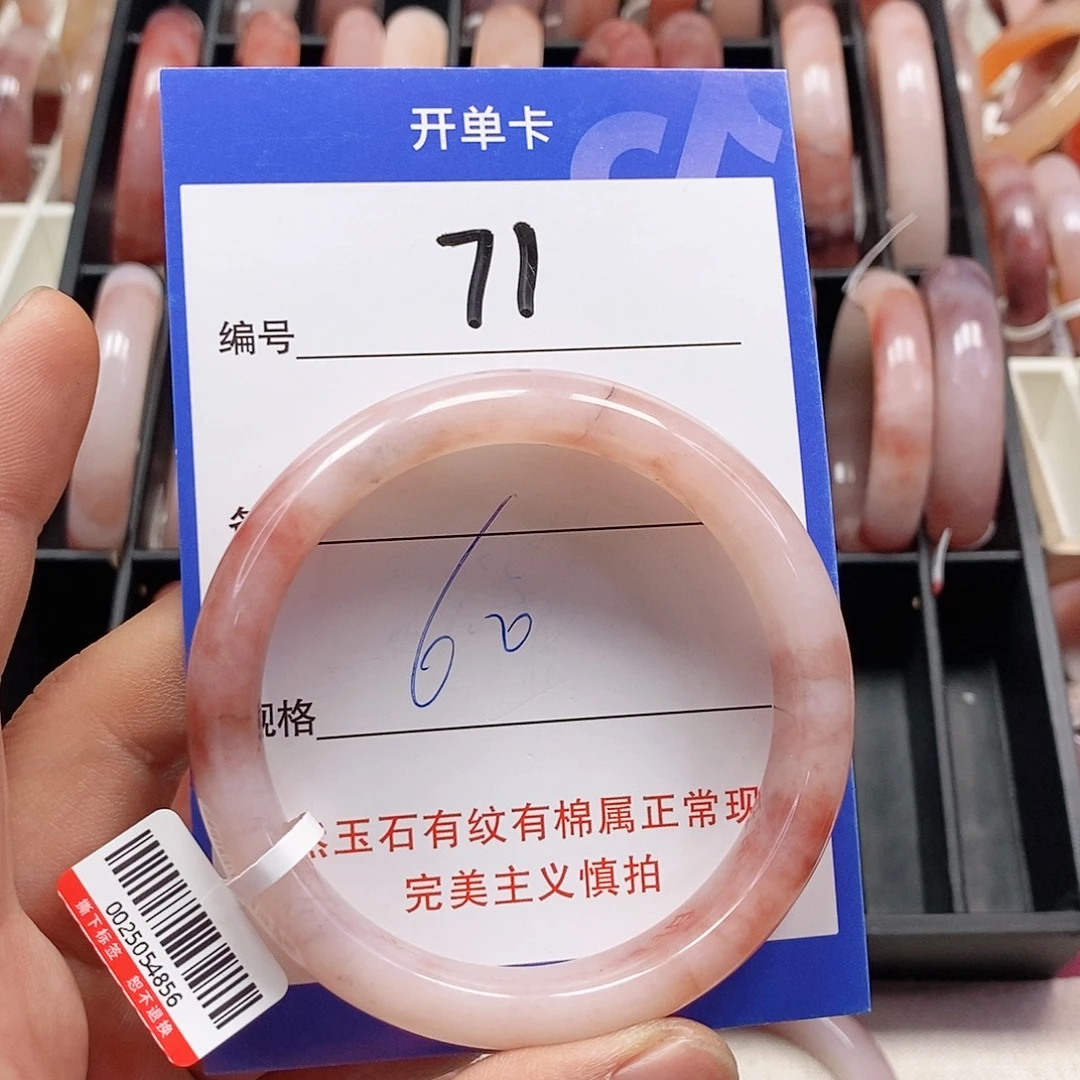 开单卡
编号 71
60
规格
玉石有纹有棉属正常现
完美主义慎拍
0025054856
撕下标签 恕不退换